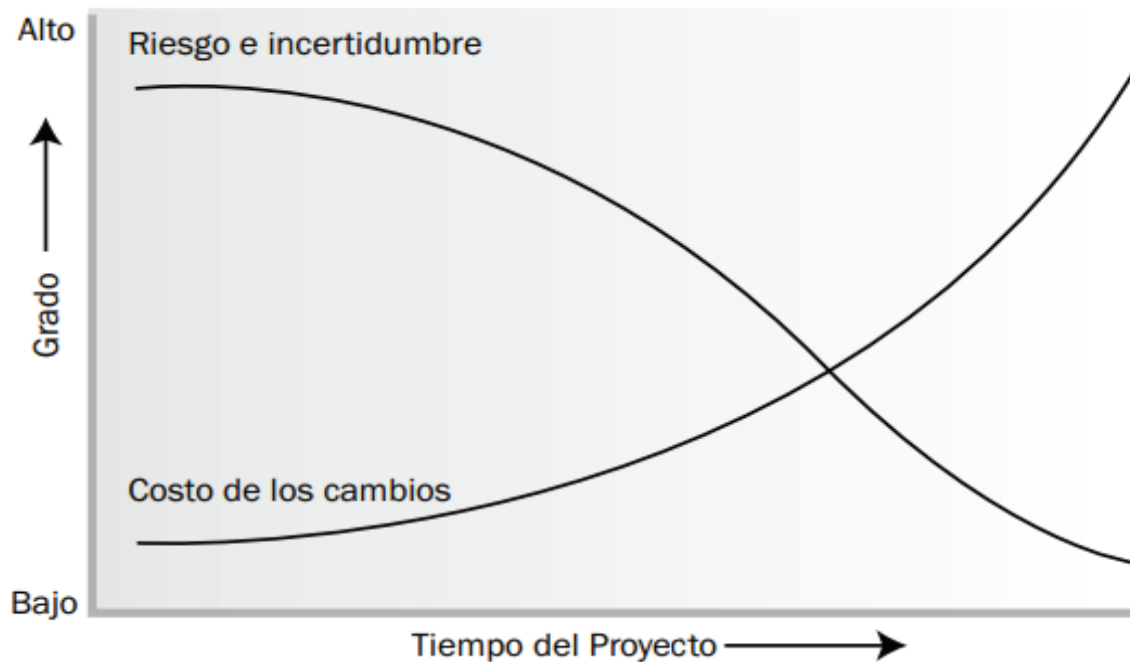 Alto
Riesgo e incertidumbre
Grado
Costo de los cambios
Bajo
Tiempo del Proyecto